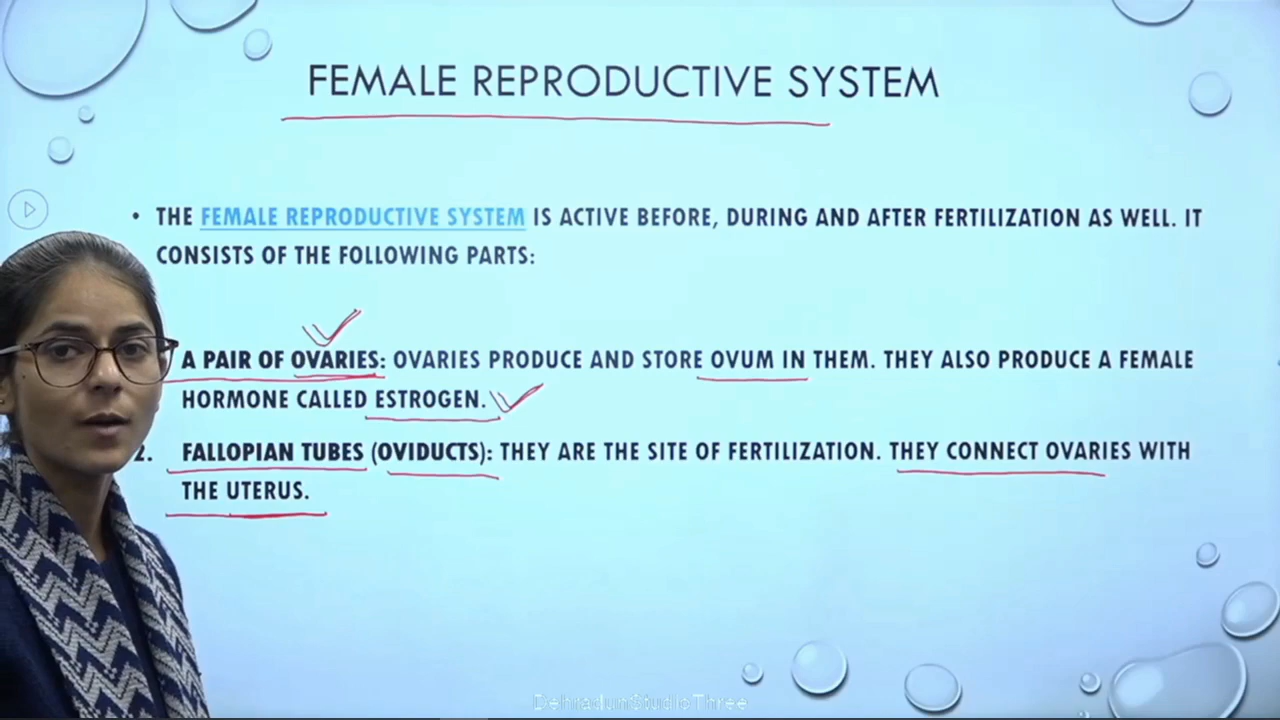 FEMALE REPRODUCTIVE SYSTEM
• THE FEMALE REPRODUCTIVE SYSTEM IS ACTIVE BEFORE, DURING AND AFTER FERTILIZATION AS WELL. IT
CONSISTS OF THE FOLLOWING PARTS:
A PAIR OF OVARIES: OVARIES PRODUCE AND STORE OVUM IN THEM. THEY ALSO PRODUCE A FEMALE
HORMONE CALLED ESTROGEN.
2. FALLOPIAN TUBES (OVIDUCTS): THEY ARE THE SITE OF FERTILIZATION. THEY CONNECT OVARIES WITH
THE UTERUS.
DehradunStudioThree